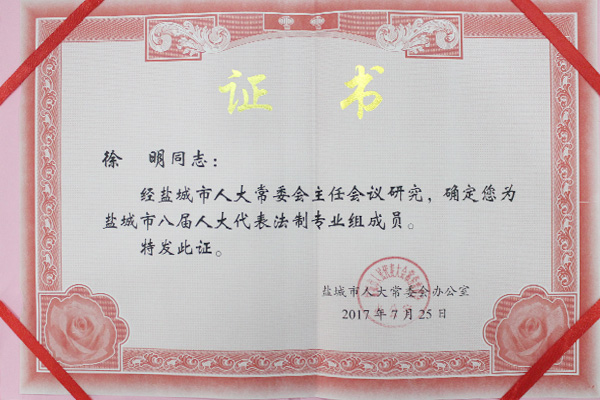 证 书
徐 明同志：
经盐城市人大常委会主任会议研究，确定您为
盐城市八届人大代表法制专业组成员。
特发此证。
盐城市人大常委会办公室
2017年7月25日